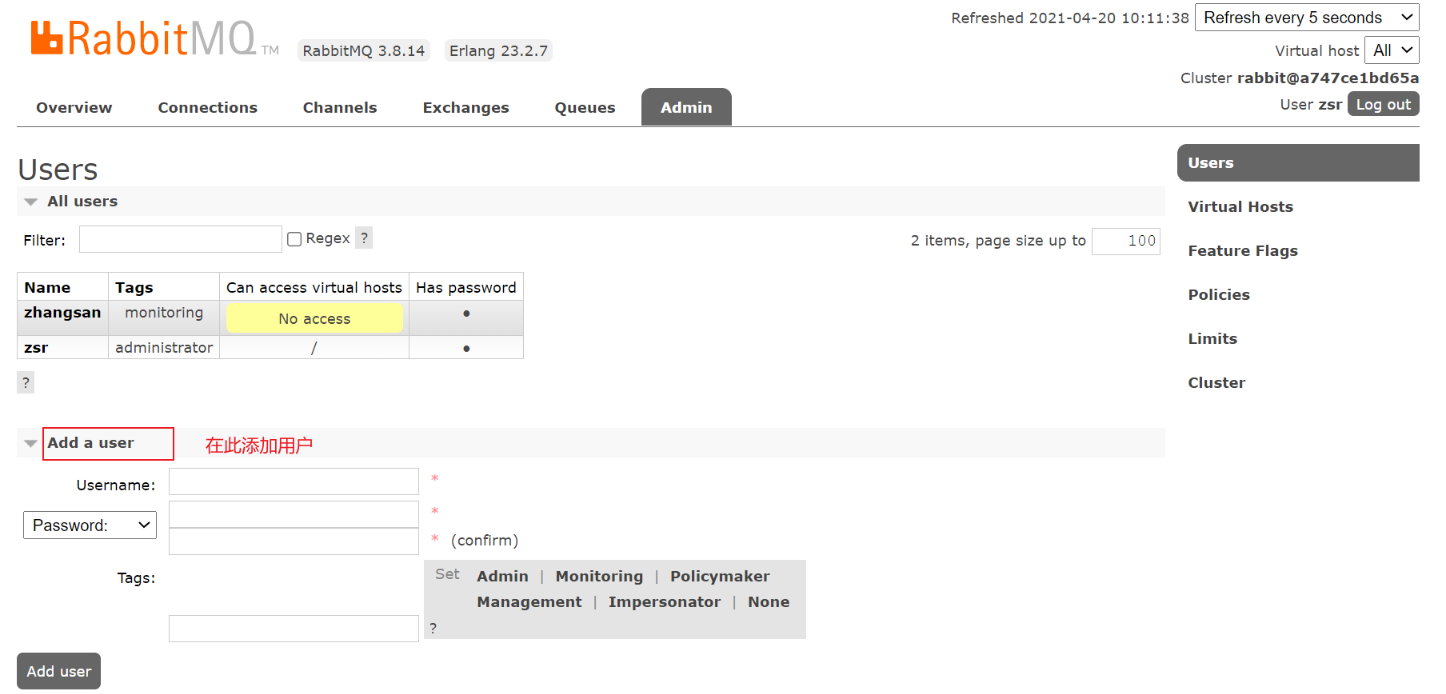 Refreshed 2021-04-20 10:11:38 Refresh every 5 seconds
RabbitMQ TM RabbitMQ 3.8.14 Erlang 23.2.7
Virtual host All
Cluster rabbit@a747ce1bd65a
User zsr Log out
Overview Connections Channels Exchanges Queues Admin
Users
All users
Filter: Regex ? 2 items, page size up to 100
Name Tags Can access virtual hosts Has password
zhangsan monitoring No access ●
zsr administrator / ●
?
Add a user 在此添加用户
Username: *
Password: *
* (confirm)
Tags: Set Admin | Monitoring | Policymaker
Management | Impersonator | None
?
Add user
Users
Virtual Hosts
Feature Flags
Policies
Limits
Cluster